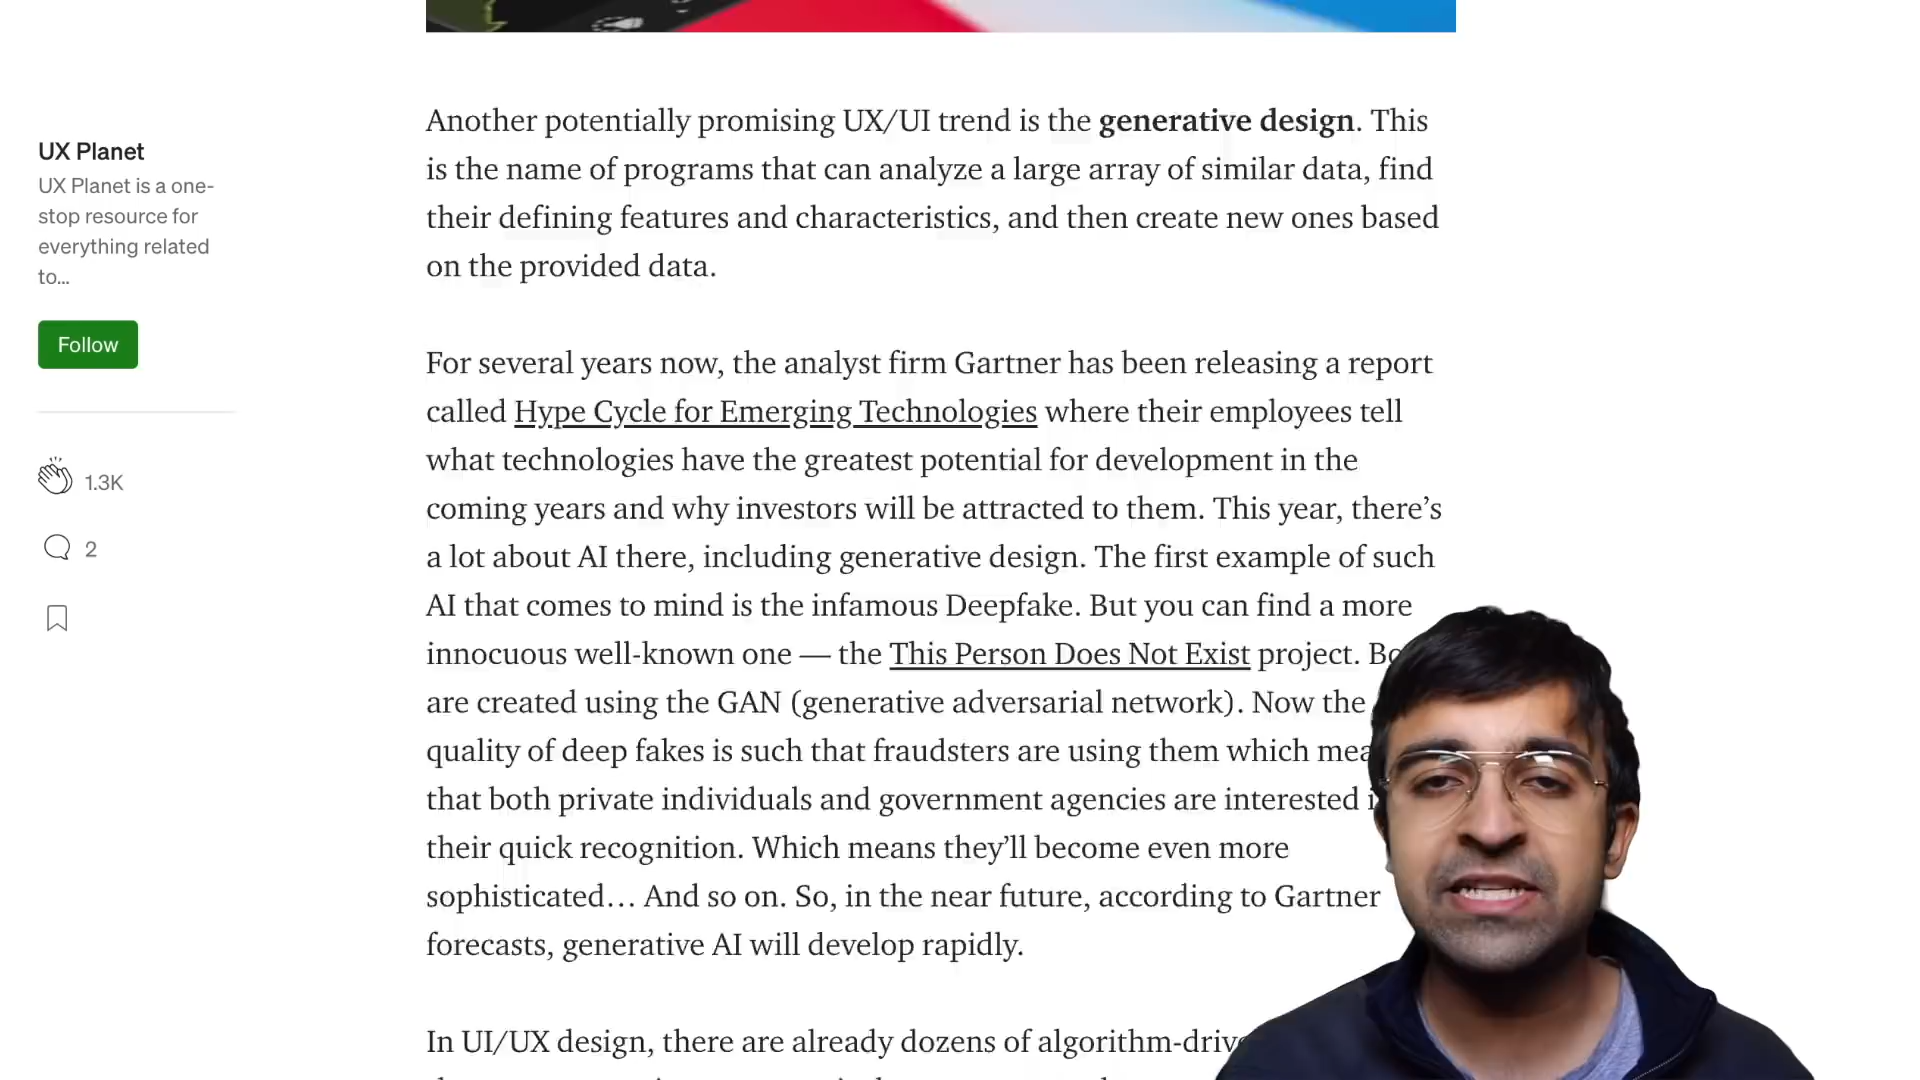 UX Planet
UX Planet is a one-
stop resource for
everything related
to...
Follow
1.3K
2
Another potentially promising UX/UI trend is the generative design. This
is the name of programs that can analyze a large array of similar data, find
their defining features and characteristics, and then create new ones based
on the provided data.
For several years now, the analyst firm Gartner has been releasing a report
called Hype Cycle for Emerging Technologies where their employees tell
what technologies have the greatest potential for development in the
coming years and why investors will be attracted to them. This year, there’s
a lot about AI there, including generative design. The first example of such
AI that comes to mind is the infamous Deepfake. But you can find a more
innocuous well-known one — the This Person Does Not Exist project.
are created using the GAN (generative adversarial network). Now the
quality of deep fakes is such that fraudsters are using them which
that both private individuals and government agencies are interested
their quick recognition. Which means they’ll become even more
sophisticated… And so on. So, in the near future, according to Gartner
forecasts, generative AI will develop rapidly.
In UI/UX design, there are already dozens of